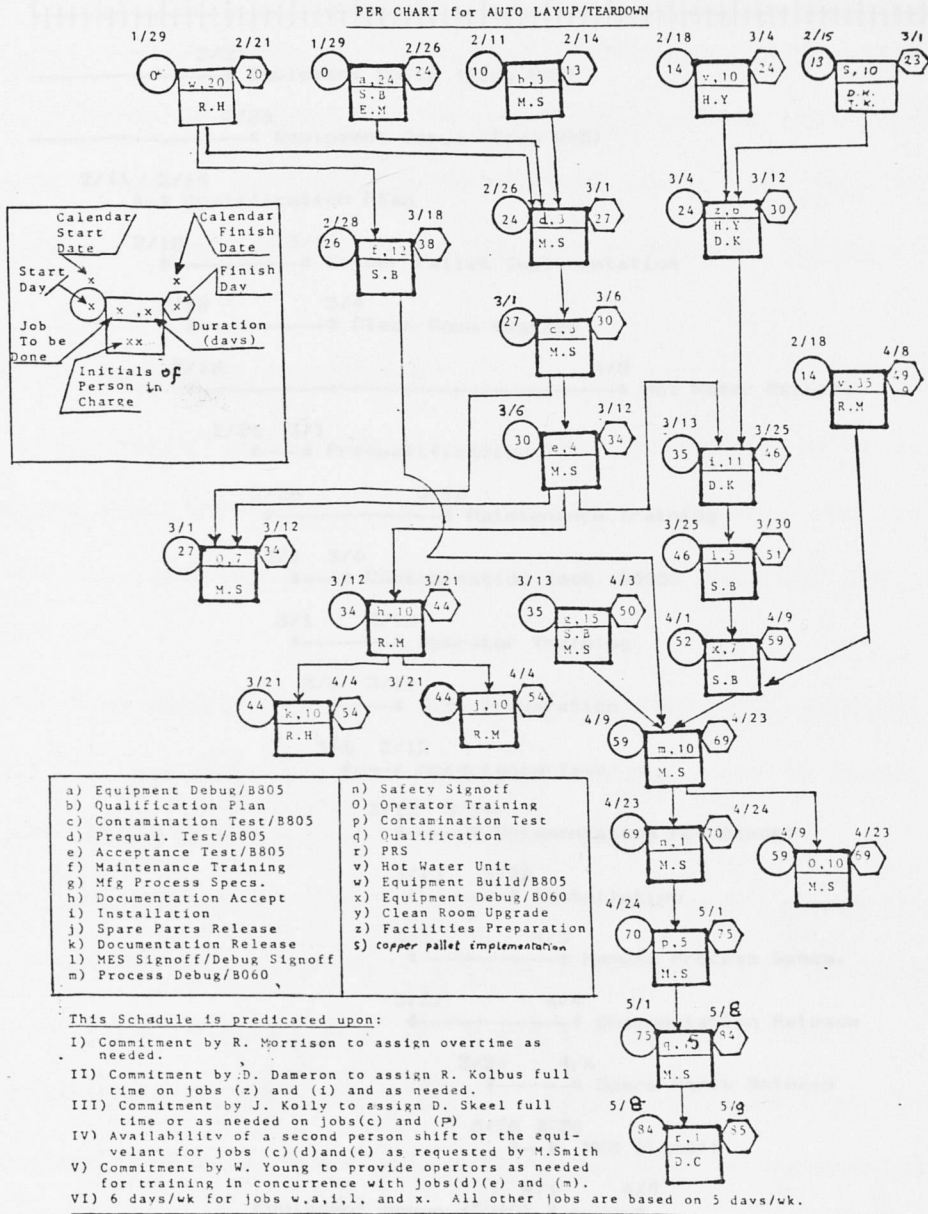 PER CHART for AUTO LAYUP/TEARDOWN
1/29 2/21 1/29 2/26 2/11 2/14 2/18 3/4 2/15 3/1
0 w,20 20
R.H
a,24 24
S.B
E.M
10 b,3 13
M.S
14 y,10 24
H.Y
13 S,10 23
D.K.
T.K.
2/26 3/1
24 d,3 27
M.S
3/4 3/12
24 z,6 30
H.Y
D.K
2/28 3/18
26 f,12 38
S.B
Calendar Start Date
Calendar Finish Date
Start Day
Finish Day
x x
x x ,x x
Job To be Done
Duration (days)
xx
Initials of Person in Charge
3/1 3/6
27 c,3 30
M.S
2/18 4/8
14 v,35 49
R.M
3/6 3/12
30 e,4 34
M.S
3/13 3/25
35 i,11 46
D.K
3/1 3/12
27 O,7 34
M.S
3/25 3/30
46 l,5 51
S.B
3/12 3/21
34 h,10 44
R.M
3/13 4/3
35 g,15 50
S.B
M.S
4/1 4/9
52 x,7 59
S.B
3/21 4/4
44 k,10 54
R.H
3/21 4/4
44 j,10 54
R.M
4/9 4/23
59 m,10 69
M.S
4/23 4/24
69 n,1 70
M.S
4/9 4/23
59 O,10 69
M.S
4/24 5/1
70 p,5 75
M.S
5/1 5/8
75 q,5 84
M.S
5/8 5/9
84 r,1 85
D.C
a) Equipment Debug/B805
b) Qualification Plan
c) Contamination Test/B805
d) Prequal. Test/B805
e) Acceptance Test/B805
f) Maintenance Training
g) Mfg Process Specs.
h) Documentation Accept
i) Installation
j) Spare Parts Release
k) Documentation Release
l) MES Signoff/Debug Signoff
m) Process Debug/B060
n) Safety Signoff
O) Operator Training
p) Contamination Test
q) Qualification
r) PRS
v) Hot Water Unit
w) Equipment Build/B805
x) Equipment Debug/B060
y) Clean Room Upgrade
z) Facilities Preparation
S) copper pallet implementation
This Schedule is predicated upon:
I) Commitment by R. Morrison to assign overtime as
needed.
II) Commitment by D. Dameron to assign R. Kolbus full
time on jobs (z) and (i) and as needed.
III) Commitment by J. Kolly to assign D. Skeel full
time or as needed on jobs(c) and (P)
IV) Availability of a second person shift or the equi-
velant for jobs (c)(d)and(e) as requested by M.Smith
V) Commitment by W. Young to provide opertors as needed
for training in concurrence with jobs(d)(e) and (m).
VI) 6 days/wk for jobs w,a,i,l, and x. All other jobs are based on 5 days/wk.